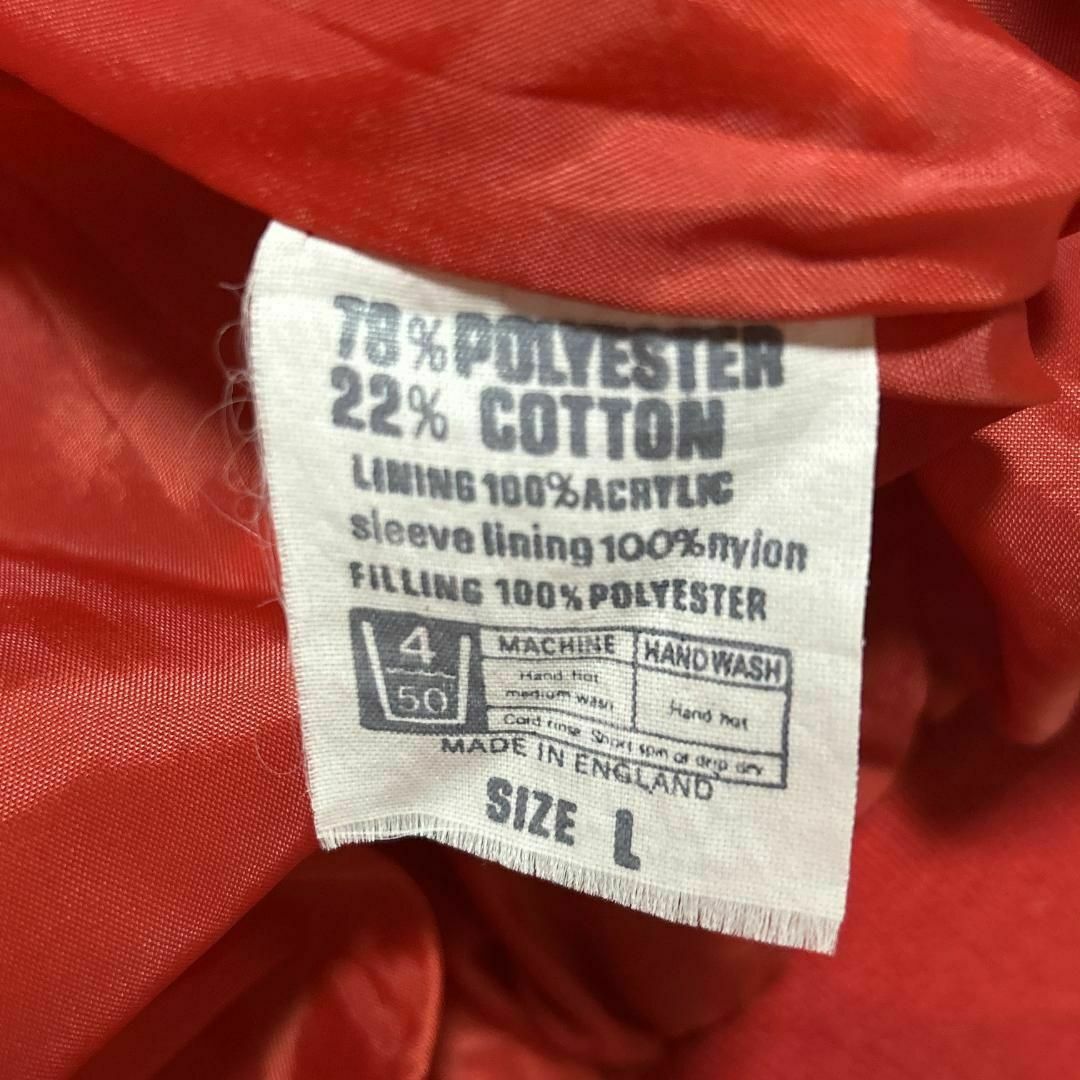 78% POLYESTER
22% COTTON
LINING 100% ACRYLIC
sleeve lining 100% nylon
FILLING 100% POLYESTER
4
50°
MACHINE
HAND WASH
Hand hot
medium wash
Hand hot
Cold rinse Short spin or drip dry
MADE IN ENGLAND
SIZE L